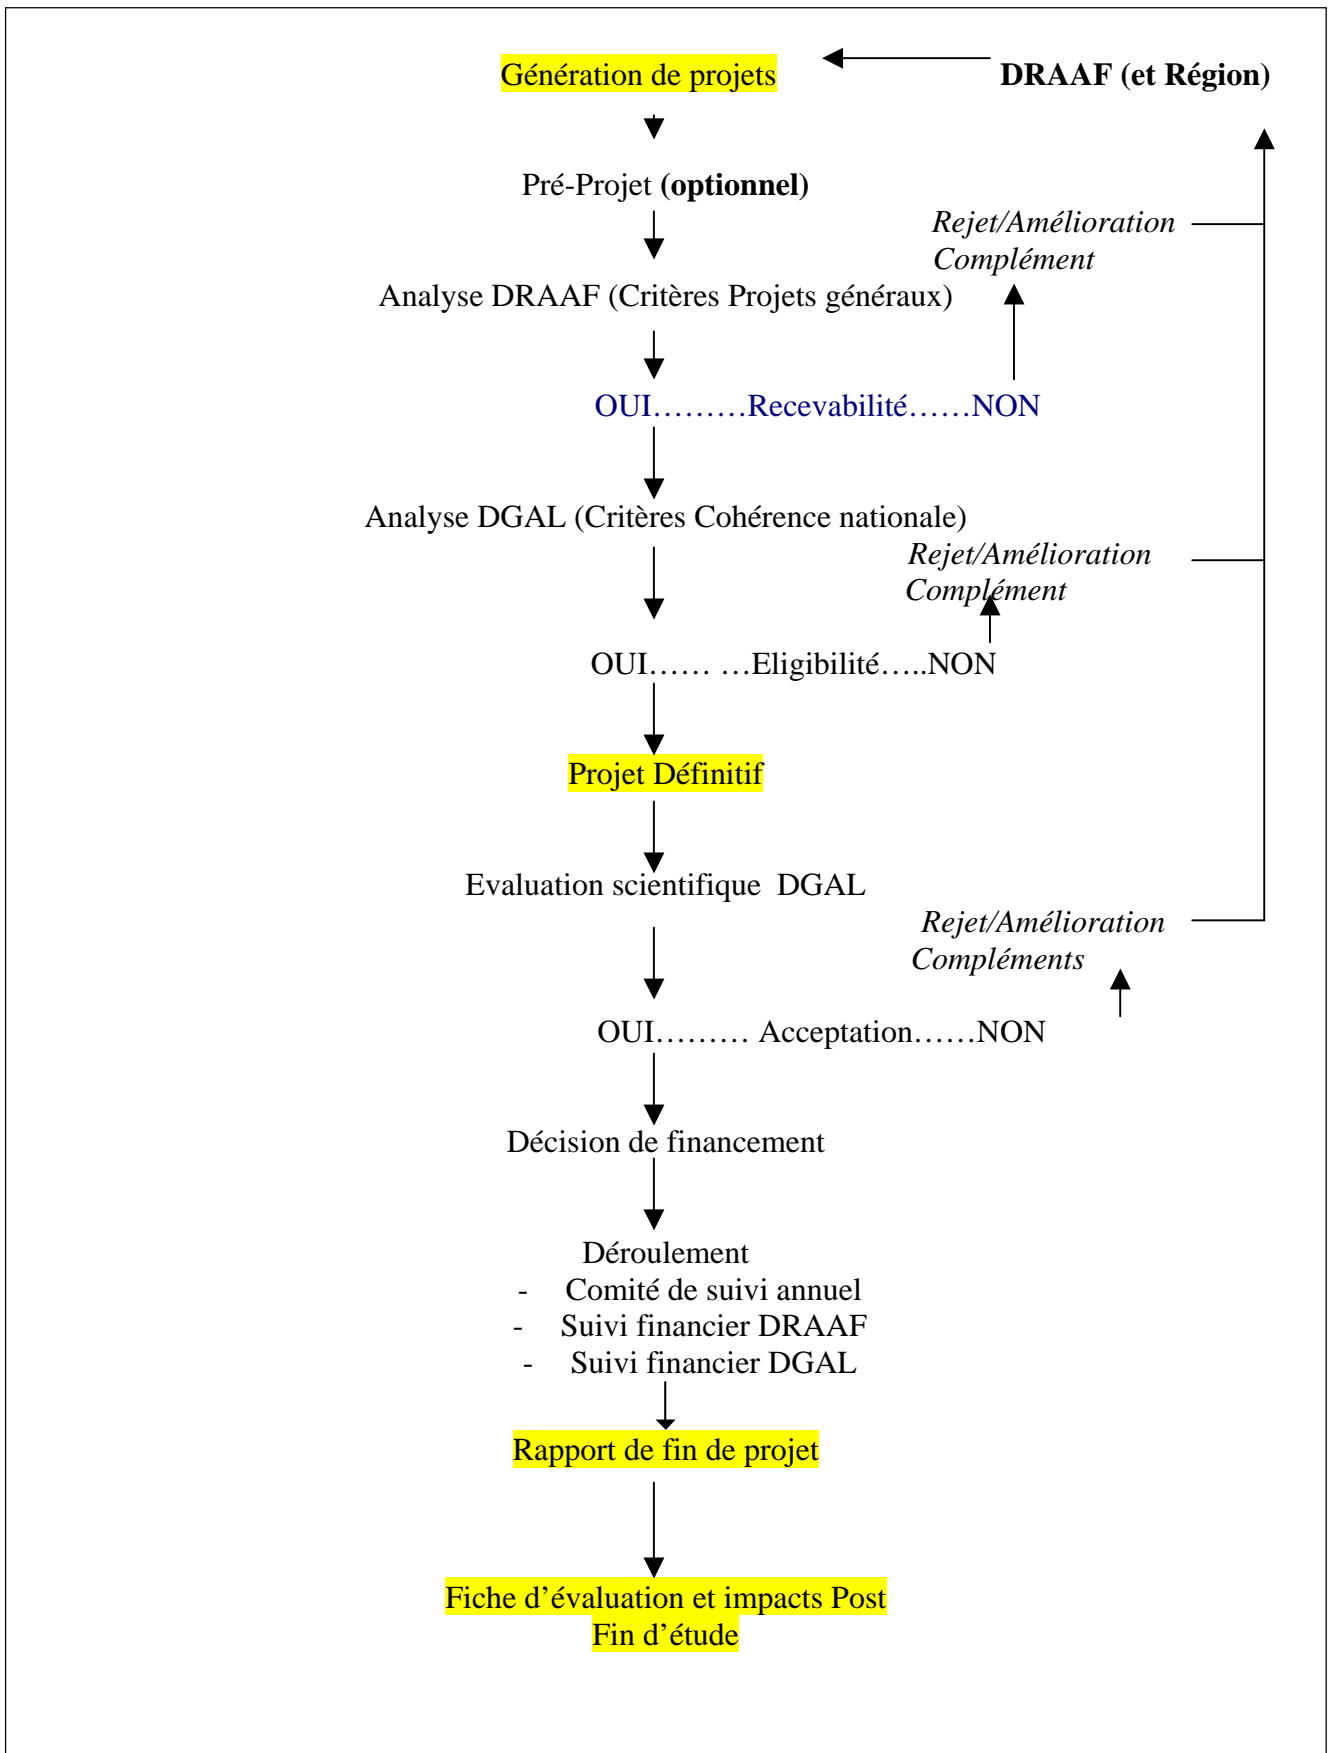 Génération de projets
DRAAF (et Région)
Pré-Projet (optionnel)
Rejet/Amélioration
Complément
Analyse DRAAF (Critères Projets généraux)
OUI………Recevabilité……NON
Analyse DGAL (Critères Cohérence nationale)
Rejet/Amélioration
Complément
OUI…… …Eligibilité…..NON
Projet Définitif
Evaluation scientifique  DGAL
Rejet/Amélioration
Compléments
OUI……… Acceptation……NON
Décision de financement
Déroulement
- Comité de suivi annuel
- Suivi financier DRAAF
- Suivi financier DGAL
Rapport de fin de projet
Fiche d’évaluation et impacts Post
Fin d’étude